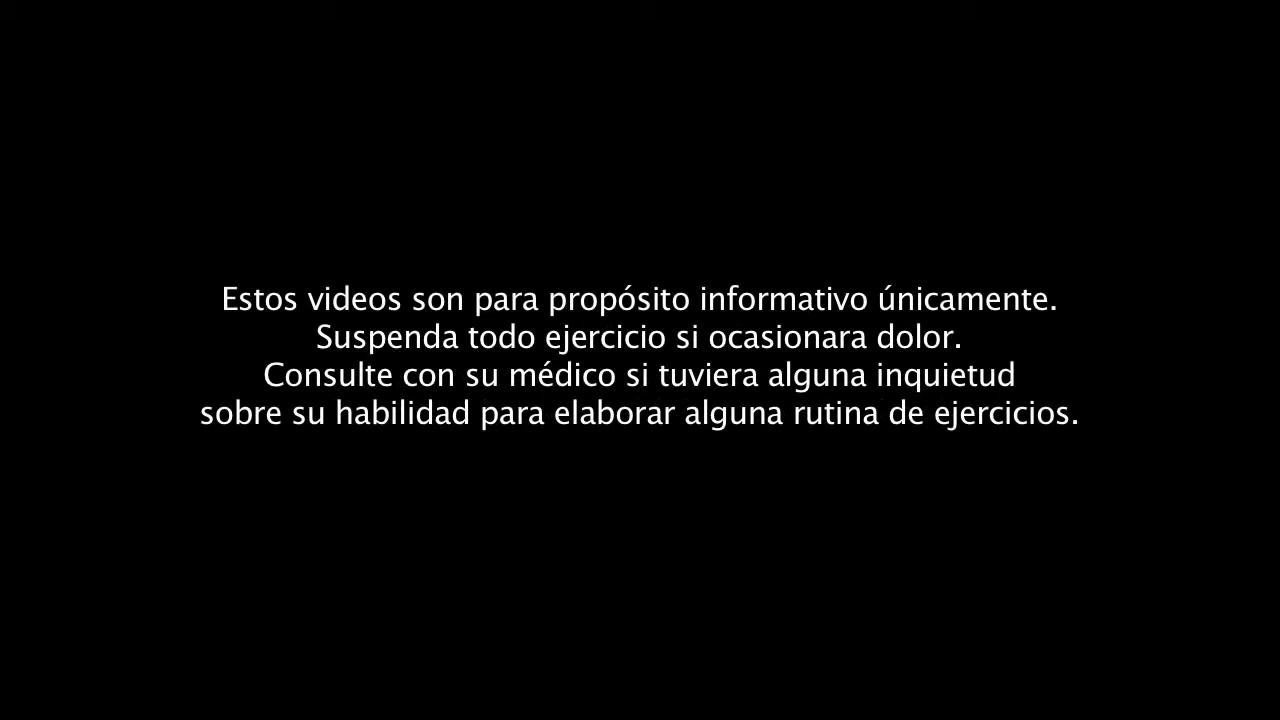 Estos videos son para propósito informativo únicamente.
Suspenda todo ejercicio si ocasionara dolor.
Consulte con su médico si tuviera alguna inquietud
sobre su habilidad para elaborar alguna rutina de ejercicios.